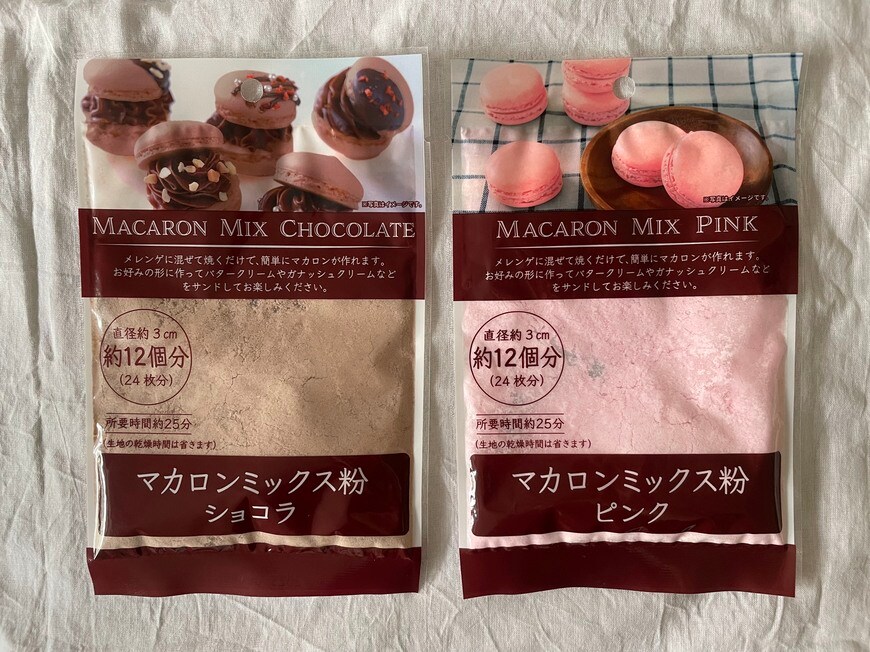 ※写真はイメージです。
MACARON MIX CHOCOLATE
メレンゲに混ぜて焼くだけで、簡単にマカロンが作れます。
お好みの形に作ってバタークリームやガナッシュクリームなど
をサンドしてお楽しみください。
直径約3cm
約12個分
(24枚分)
所要時間約25分
(生地の乾燥時間は省きます)
マカロンミックス粉
ショコラ
※写真はイメージです。
MACARON MIX PINK
メレンゲに混ぜて焼くだけで、簡単にマカロンが作れます。
お好みの形に作ってバタークリームやガナッシュクリームなど
をサンドしてお楽しみください。
直径約3cm
約12個分
(24枚分)
所要時間約25分
(生地の乾燥時間は省きます)
マカロンミックス粉
ピンク